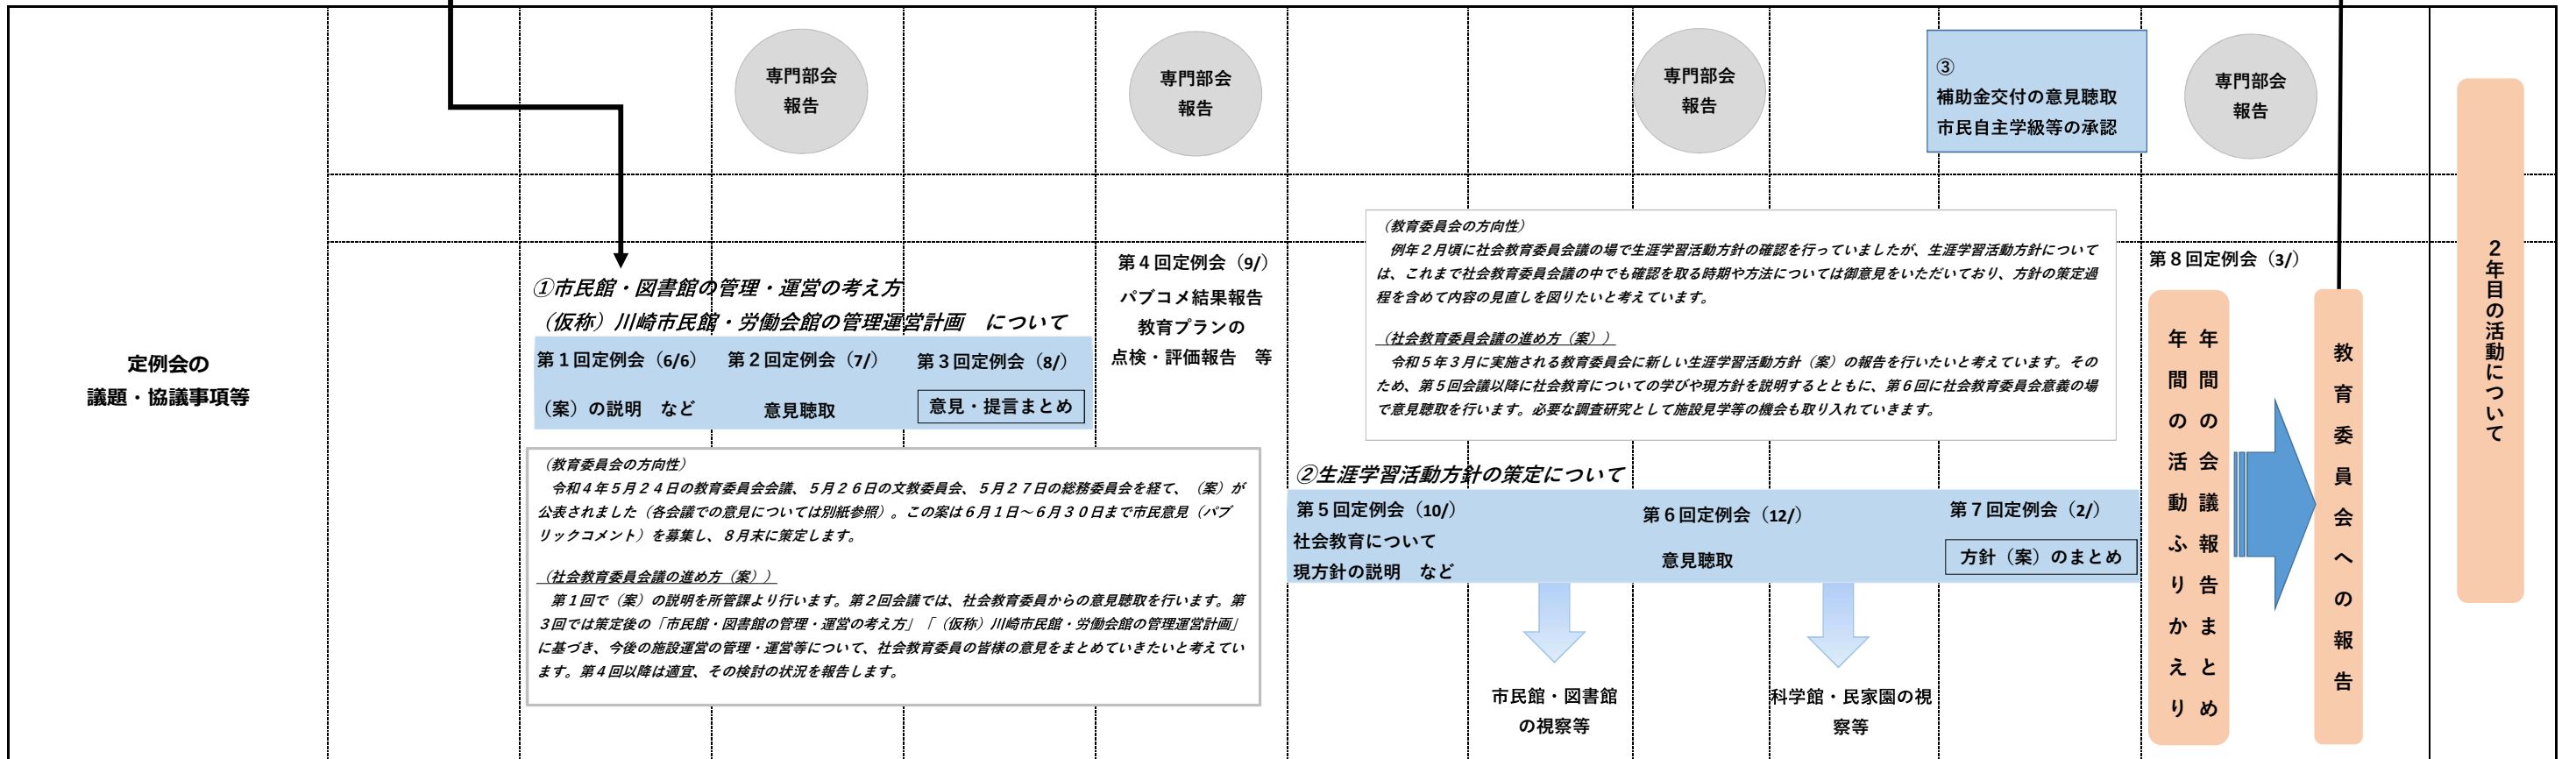 専門部会
報告
専門部会
報告
専門部会
報告
③
補助金交付の意見聴取
市民自主学級等の承認
専門部会
報告
定例会の
議題・協議事項等
①市民館・図書館の管理・運営の考え方
（仮称）川崎市民館・労働会館の管理運営計画　について
第１回定例会（6/6）
（案）の説明　など
第２回定例会（7/）
意見聴取
第３回定例会（8/）
意見・提言まとめ
（教育委員会の方向性）
令和４年５月２４日の教育委員会会議、５月２６日の文教委員会、５月２７日の総務委員会を経て、（案）が
公表されました（各会議での意見については別紙参照）。この案は６月１日～６月３０日まで市民意見（パブ
リックコメント）を募集し、８月末に策定します。
（社会教育委員会議の進め方（案））
第１回で（案）の説明を所管課より行います。第２回会議では、社会教育委員からの意見聴取を行います。第
３回では策定後の「市民館・図書館の管理・運営の考え方」「（仮称）川崎市民館・労働会館の管理運営計画」
に基づき、今後の施設運営の管理・運営等について、社会教育委員の皆様の意見をまとめていきたいと考えてい
ます。第４回以降は適宜、その検討の状況を報告します。
第４回定例会（9/）
パブコメ結果報告
教育プランの
点検・評価報告　等
（教育委員会の方向性）
例年２月頃に社会教育委員会議の場で生涯学習活動方針の確認を行っていましたが、生涯学習活動方針について
は、これまで社会教育委員会議の中でも確認を取る時期や方法については御意見をいただいており、方針の策定過
程を含めて内容の見直しを図りたいと考えています。
（社会教育委員会議の進め方（案））
令和５年３月に実施される教育委員会に新しい生涯学習活動方針（案）の報告を行いたいと考えています。その
ため、第５回会議以降に社会教育についての学びや現方針を説明するとともに、第６回に社会教育委員会意義の場
で意見聴取を行います。必要な調査研究として施設見学等の機会も取り入れていきます。
②生涯学習活動方針の策定について
第５回定例会（10/）
社会教育について
現方針の説明　など
第６回定例会（12/）
意見聴取
第７回定例会（2/）
方針（案）のまとめ
市民館・図書館
の視察等
科学館・民家園の視
察等
第８回定例会（3/）
年間の会議報告まとめ
年間の活動ふりかえり
教育委員会への報告
２年目の活動について